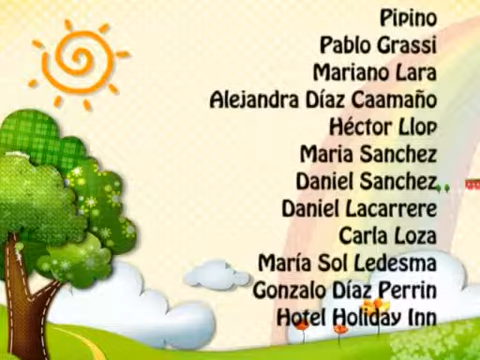 Pipino
Pablo Grassi
Mariano Lara
Alejandra Díaz Caamaño
Héctor Llop
Maria Sanchez
Daniel Sanchez
Daniel Lacarrere
Carla Loza
María Sol Ledesma
Gonzalo Díaz Perrin
Hotel Holiday Inn